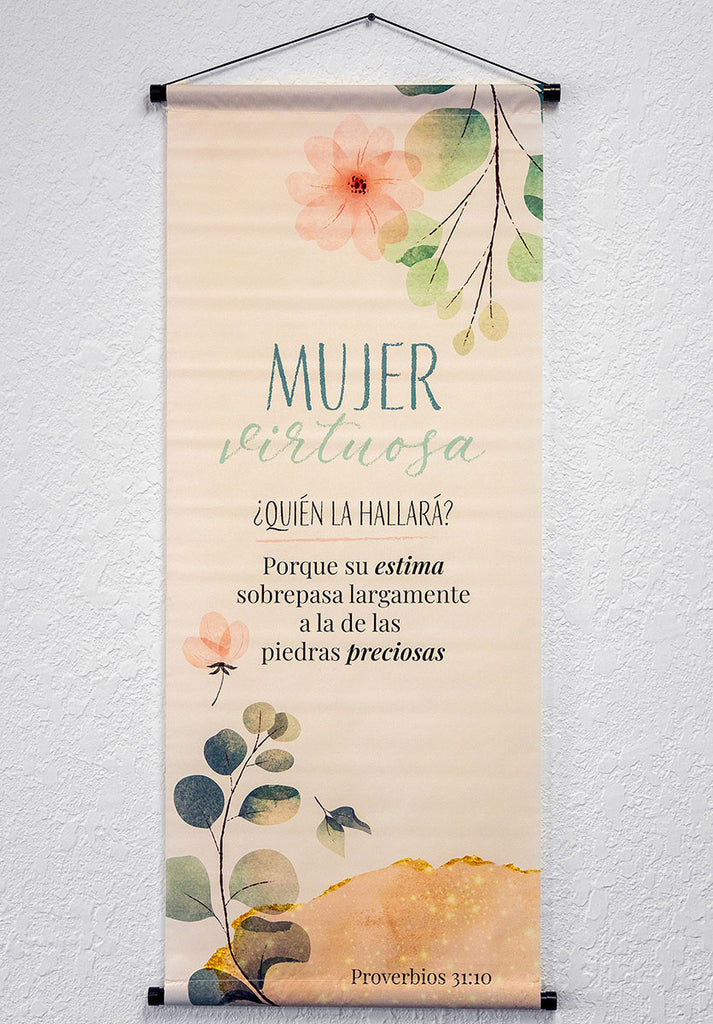 MUJER
virtuosa
¿QUIÉN LA HALLARÁ?
Porque su estima
sobrepasa largamente
a la de las
piedras preciosas
Proverbios 31:10